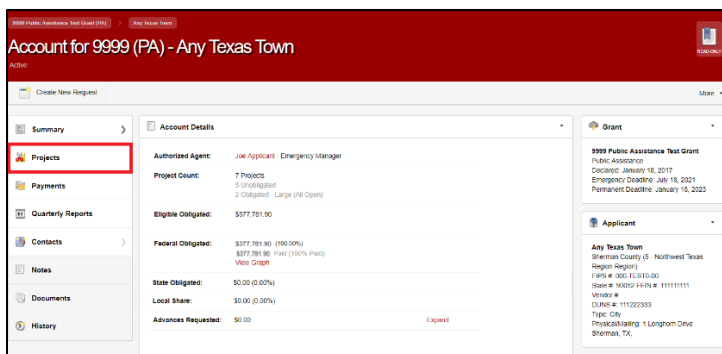 9999 Public Assistance Test Grant (PA)
Any Texas Town
Account for 9999 (PA) - Any Texas Town
Active
READ-ONLY
Create New Request
More
Summary
Projects
Payments
Quarterly Reports
Contacts
Notes
Documents
History
Account Details
Authorized Agent: Joe Applicant - Emergency Manager
Project Count: 7 Projects
5 Unobligated
2 Obligated - Large (All Open)
Eligible Obligated: $377,781.90
Federal Obligated: $377,781.90 (100.00%)
$377,781.90 Paid (100% Paid)
View Graph
State Obligated: $0.00 (0.00%)
Local Share: $0.00 (0.00%)
Advances Requested: $0.00 Expand
Grant
9999 Public Assistance Test Grant
Public Assistance
Declared: January 18, 2017
Emergency Deadline: July 18, 2021
Permanent Deadline: January 15, 2023
Applicant
Any Texas Town
Sherman County (5 - Northwest Texas
Region Region)
FIPS #: 000-TEST0-00
State #: 90052 FEIN #: 111111111
Vendor #:
DUNS #: 111222333
Type: City
Physical/Mailing: 1 Longhorn Drive
Sherman, TX,